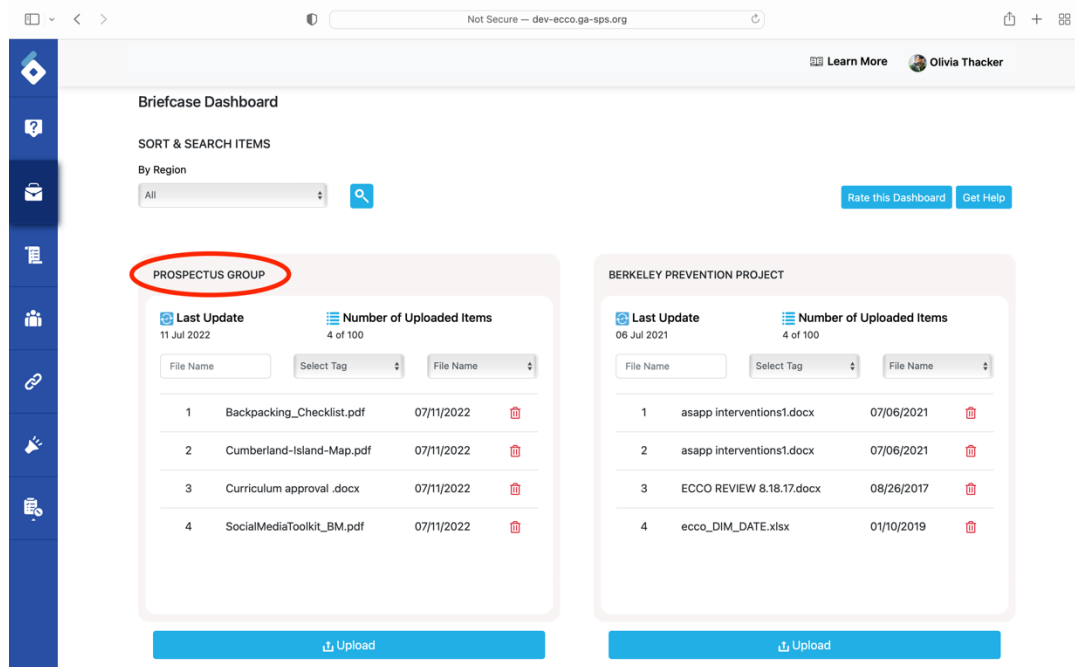 Not Secure — dev-ecco.ga-sps.org
Learn More Olivia Thacker
Briefcase Dashboard
SORT & SEARCH ITEMS
By Region
All
Rate this Dashboard Get Help
PROSPECTUS GROUP
Last Update Number of Uploaded Items
11 Jul 2022 4 of 100
File Name Select Tag File Name
1 Backpacking_Checklist.pdf 07/11/2022
2 Cumberland-Island-Map.pdf 07/11/2022
3 Curriculum approval .docx 07/11/2022
4 SocialMediaToolkit_BM.pdf 07/11/2022
Upload
BERKELEY PREVENTION PROJECT
Last Update Number of Uploaded Items
06 Jul 2021 4 of 100
File Name Select Tag File Name
1 asapp interventions1.docx 07/06/2021
2 asapp interventions1.docx 07/06/2021
3 ECCO REVIEW 8.18.17.docx 08/26/2017
4 ecco_DIM_DATE.xlsx 01/10/2019
Upload